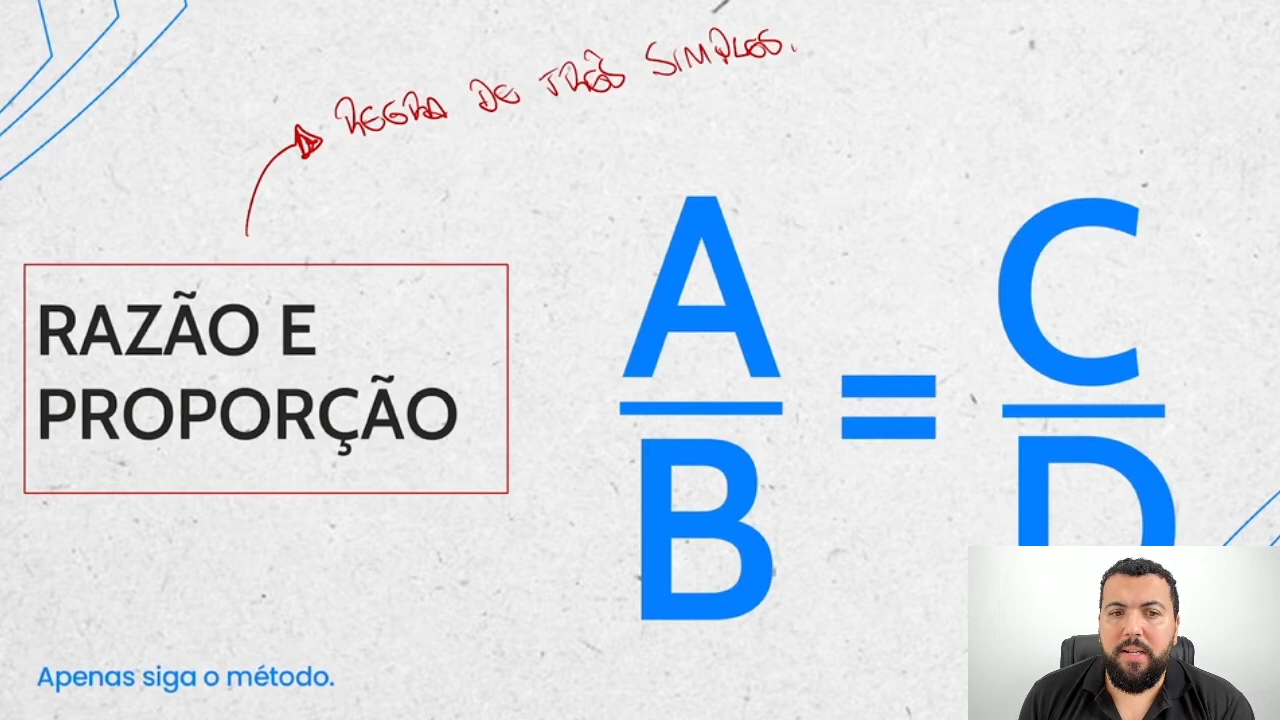 REGRA DE TRÊS SIMPLES.
RAZÃO E
PROPORÇÃO
A
B
=
C
D
Apenas siga o método.